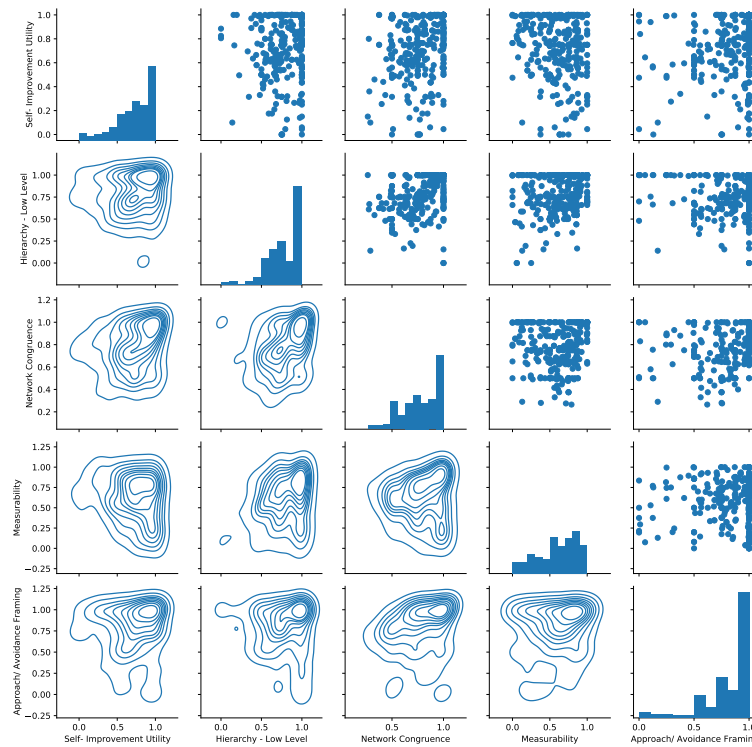 Self- Improvement Utility
1.0
0.8
0.6
0.4
0.2
0.0
Hierarchy - Low Level
1.00
0.75
0.50
0.25
0.00
Network Congruence
1.2
1.0
0.8
0.6
0.4
0.2
Measurability
1.25
1.00
0.75
0.50
0.25
0.00
−0.25
Approach/ Avoidance Framing
1.25
1.00
0.75
0.50
0.25
0.00
−0.25
0.0 0.5 1.0
0.0 0.5 1.0
0.5 1.0
0.0 0.5 1.0
0.0 0.5 1.0
Self- Improvement Utility
Hierarchy - Low Level
Network Congruence
Measurability
Approach/ Avoidance Framing